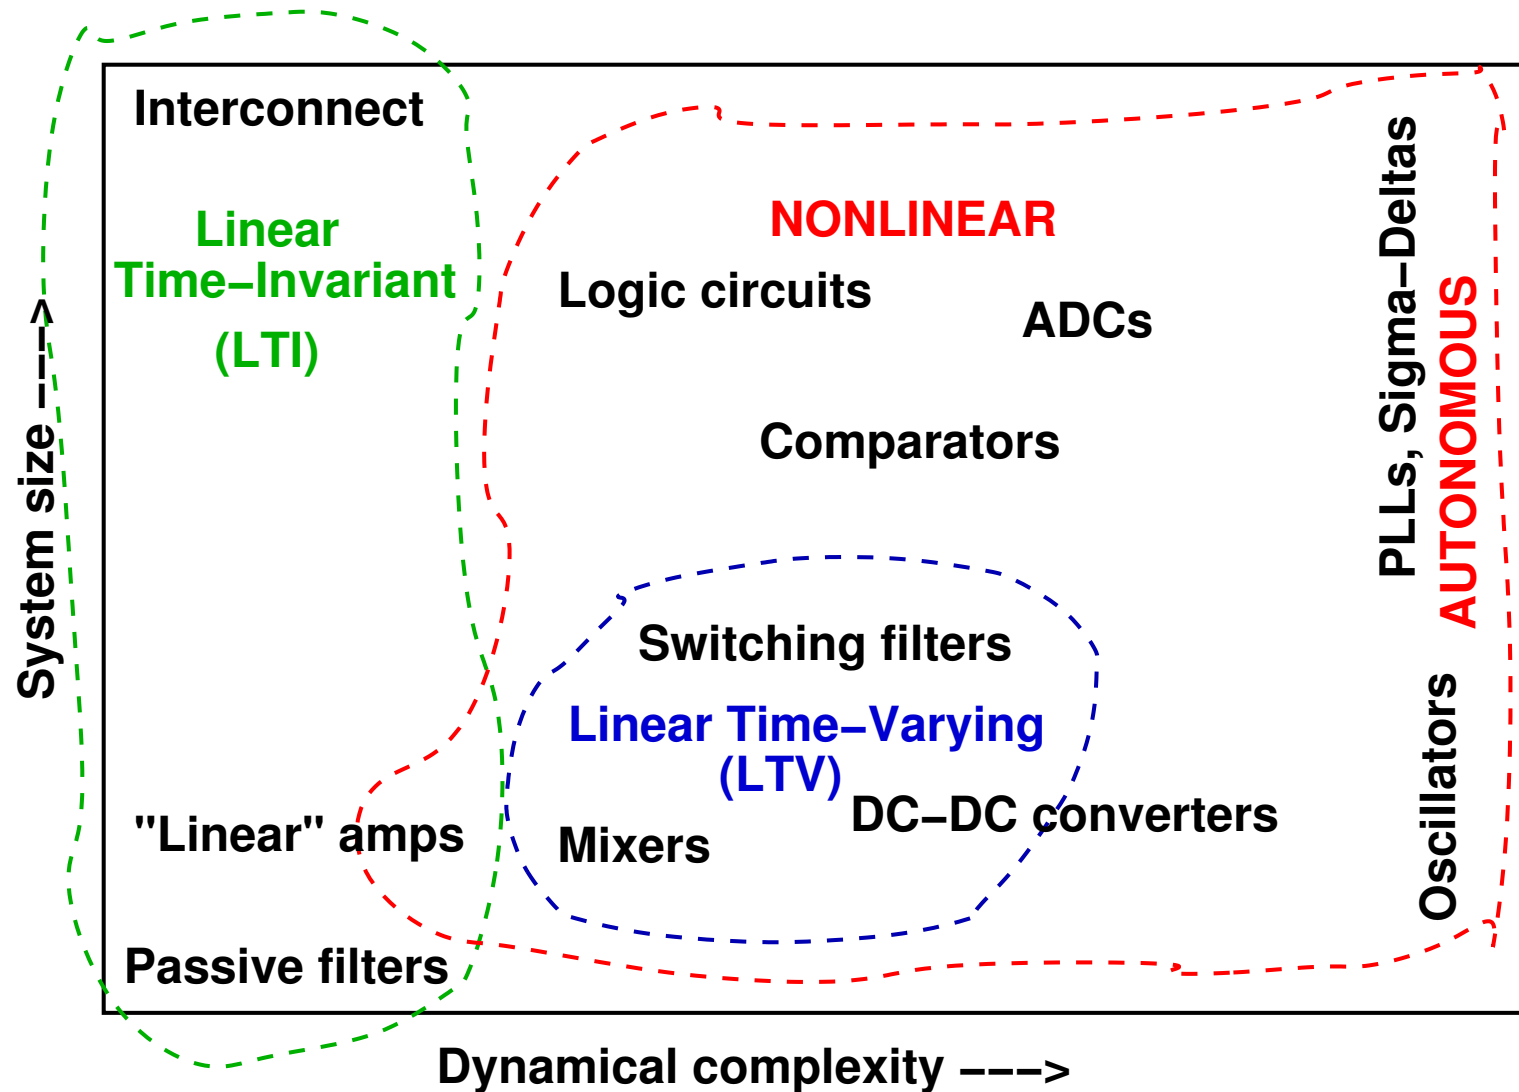 Interconnect
Linear
Time−Invariant
(LTI)
NONLINEAR
Logic circuits
ADCs
Comparators
PLLs, Sigma−Deltas
AUTONOMOUS
System size −−−>
Switching filters
Linear Time−Varying
(LTV)
DC−DC converters
"Linear" amps
Mixers
Oscillators
Passive filters
Dynamical complexity −−−>